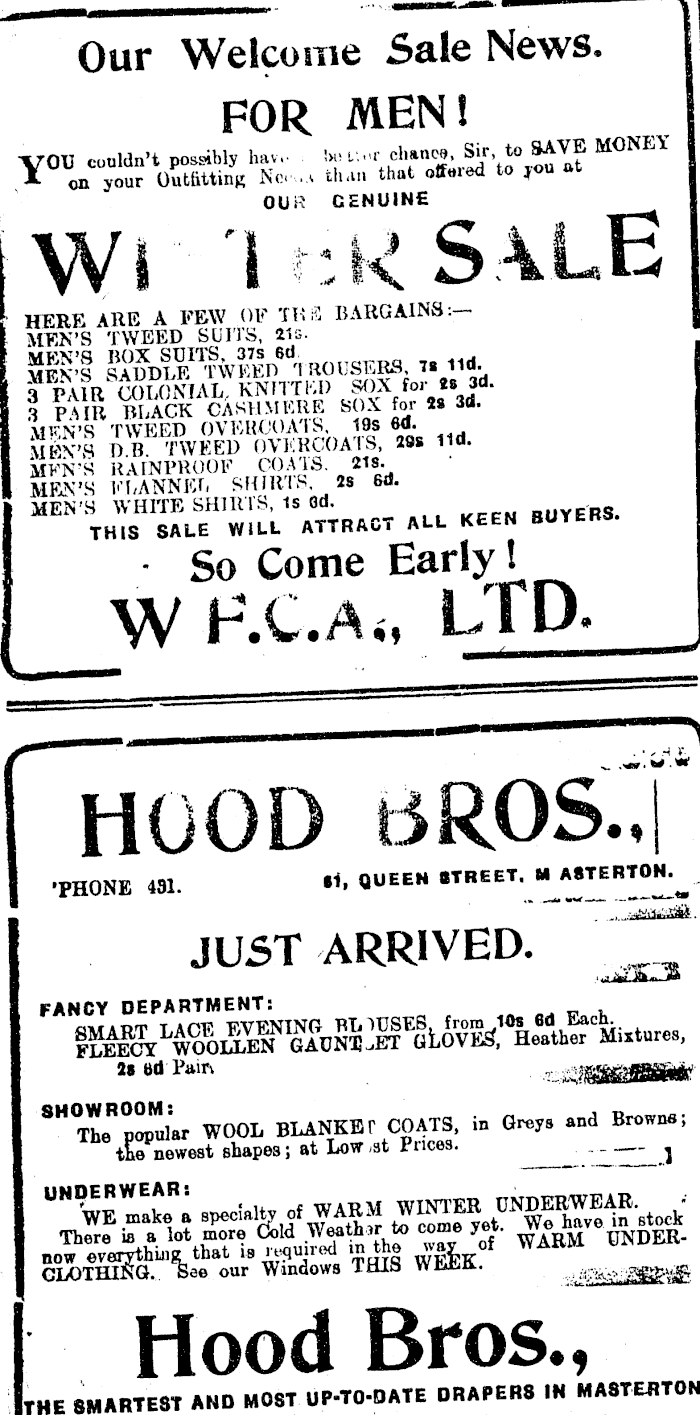 Our Welcome Sale News.
FOR MEN!
YOU couldn't possibly have better chance, Sir, to SAVE MONEY
on your Outfitting than that offered to you at
OUR GENUINE
WINTER SALE
HERE ARE A FEW OF THE BARGAINS:—
MEN'S TWEED SUITS, 21s.
MEN'S BOX SUITS, 37s 6d.
MEN'S SADDLE TWEED TROUSERS, 7s 11d.
3 PAIR COLONIAL KNITTED SOX for 2s 3d.
3 PAIR BLACK CASHMERE SOX for 2s 3d.
MEN'S TWEED OVERCOATS, 19s 6d.
MEN'S D.B. TWEED OVERCOATS, 29s 11d.
MEN'S RAINPROOF COATS. 21s.
MEN'S FLANNEL SHIRTS, 2s 6d.
MEN'S WHITE SHIRTS, 1s 6d.
THIS SALE WILL ATTRACT ALL KEEN BUYERS.
So Come Early!
W F.C.A., LTD.
HOOD BROS.,
'PHONE 491. 61, QUEEN STREET, MASTERTON.
JUST ARRIVED.
FANCY DEPARTMENT:
SMART LACE EVENING BLOUSES, from 10s 6d Each.
FLEECY WOOLLEN GAUNTLET GLOVES, Heather Mixtures,
2s 6d Pair
SHOWROOM:
The popular WOOL BLANKET COATS, in Greys and Browns;
the newest shapes; at Lowest Prices.
UNDERWEAR:
WE make a specialty of WARM WINTER UNDERWEAR.
There is a lot more Cold Weather to come yet. We have in stock
now everything that is required in the way of WARM UNDER-
CLOTHING. See our Windows THIS WEEK.
Hood Bros.,
THE SMARTEST AND MOST UP-TO-DATE DRAPERS IN MASTERTON